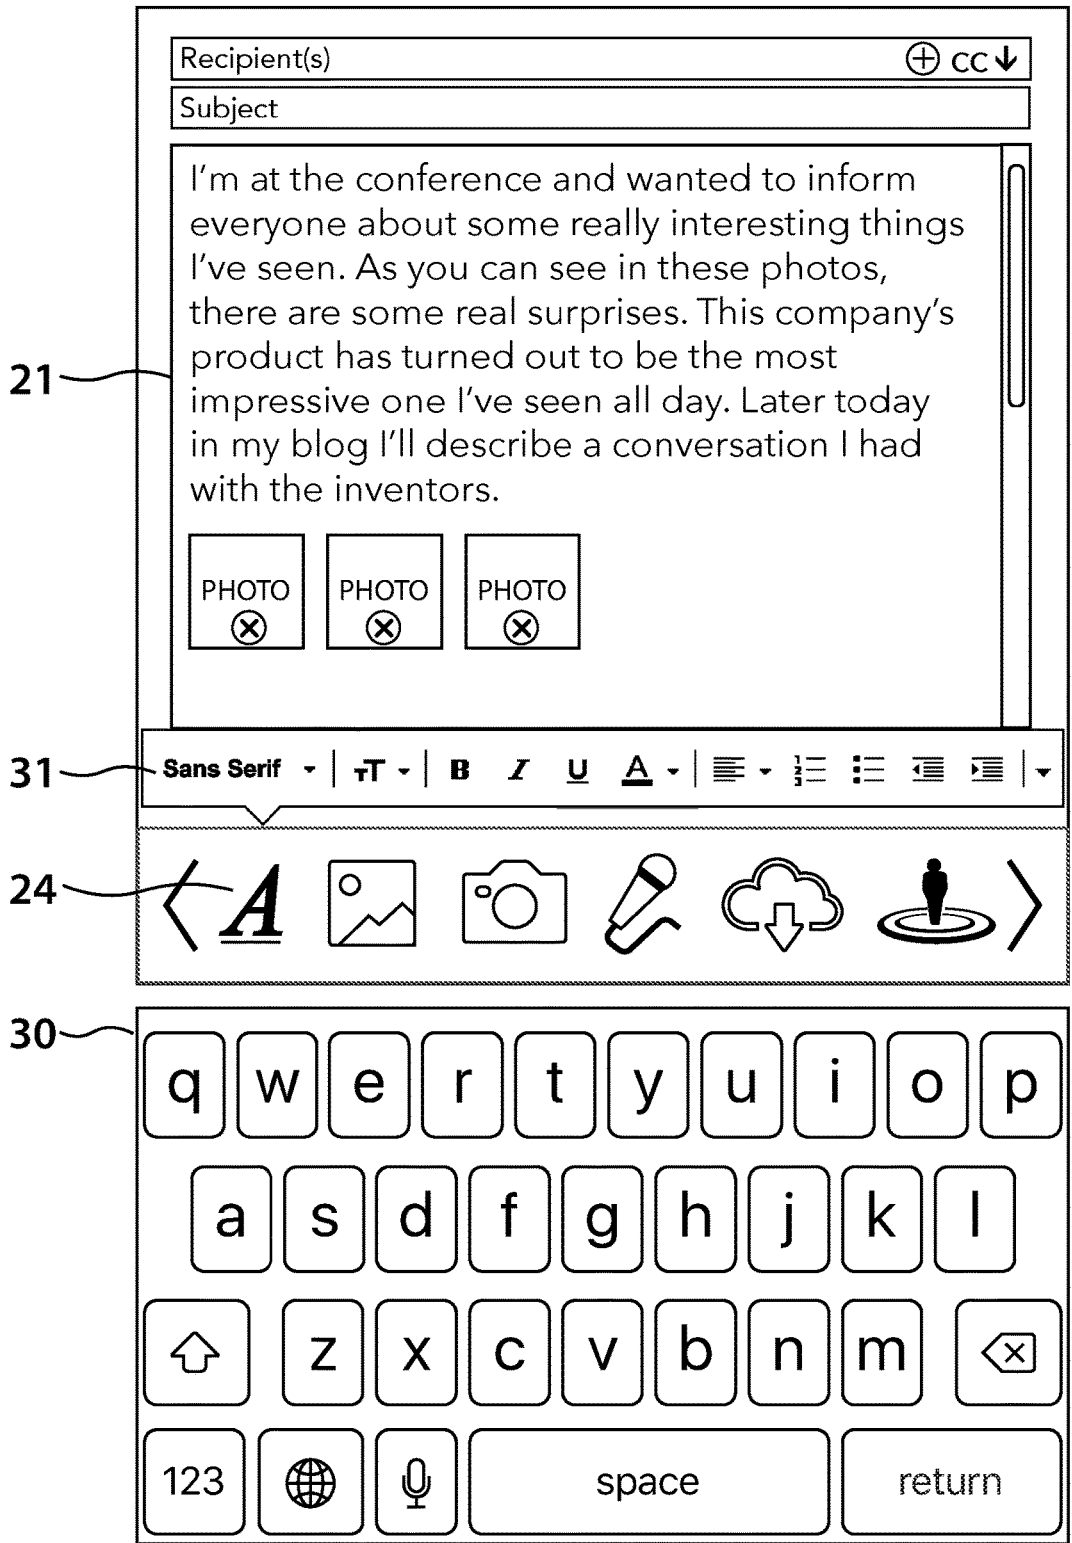 Recipient(s) CC
Subject
I'm at the conference and wanted to inform
everyone about some really interesting things
I've seen. As you can see in these photos,
there are some real surprises. This company's
21 product has turned out to be the most
impressive one I've seen all day. Later today
in my blog I'll describe a conversation I had
with the inventors.
PHOTO PHOTO PHOTO
31 Sans Serif TT B I U A
24 A
30
q w e r t y u i o p
a s d f g h j k l
z x c v b n m
123 space return